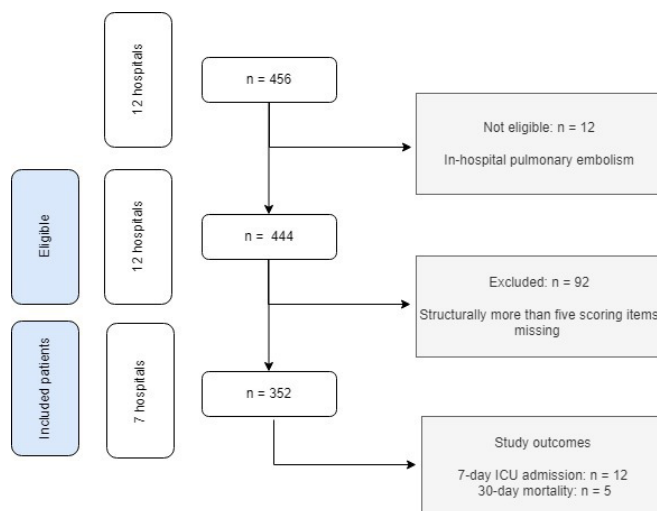 12 hospitals
n = 456
Not eligible: n = 12
In-hospital pulmonary embolism
Eligible
12 hospitals
n = 444
Excluded: n = 92
Structurally more than five scoring items
missing
Included patients
7 hospitals
n = 352
Study outcomes
7-day ICU admission: n = 12
30-day mortality: n = 5